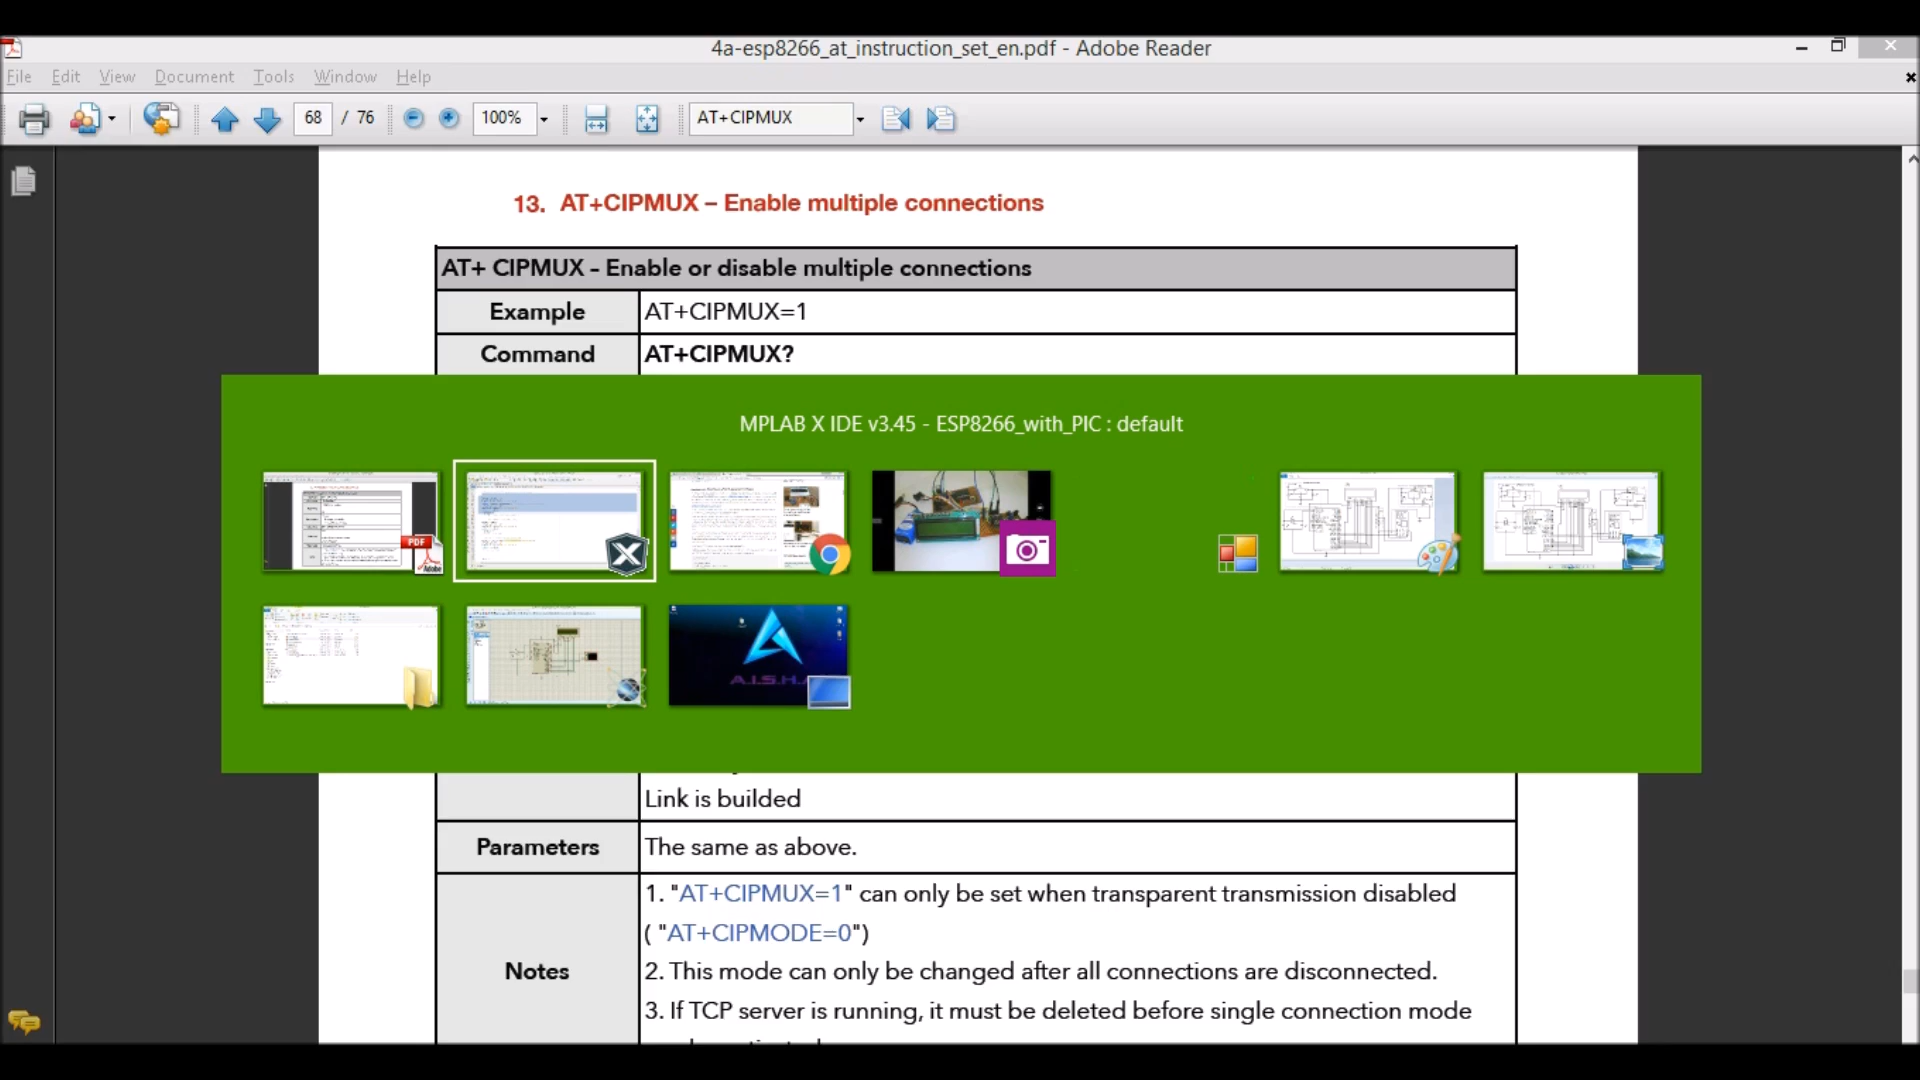 4a-esp8266_at_instruction_set_en.pdf - Adobe Reader
File Edit View Document Tools Window Help
68 / 76 100% AT+CIPMUX
13. AT+CIPMUX – Enable multiple connections
AT+ CIPMUX – Enable or disable multiple connections
Example AT+CIPMUX=1
Command AT+CIPMUX?
MPLAB X IDE v3.45 - ESP8266_with_PIC : default
PDF
Adobe
A.I.S.H.
Link is builded
Parameters The same as above.
1. "AT+CIPMUX=1" can only be set when transparent transmission disabled
( "AT+CIPMODE=0")
Notes
2. This mode can only be changed after all connections are disconnected.
3. If TCP server is running, it must be deleted before single connection mode